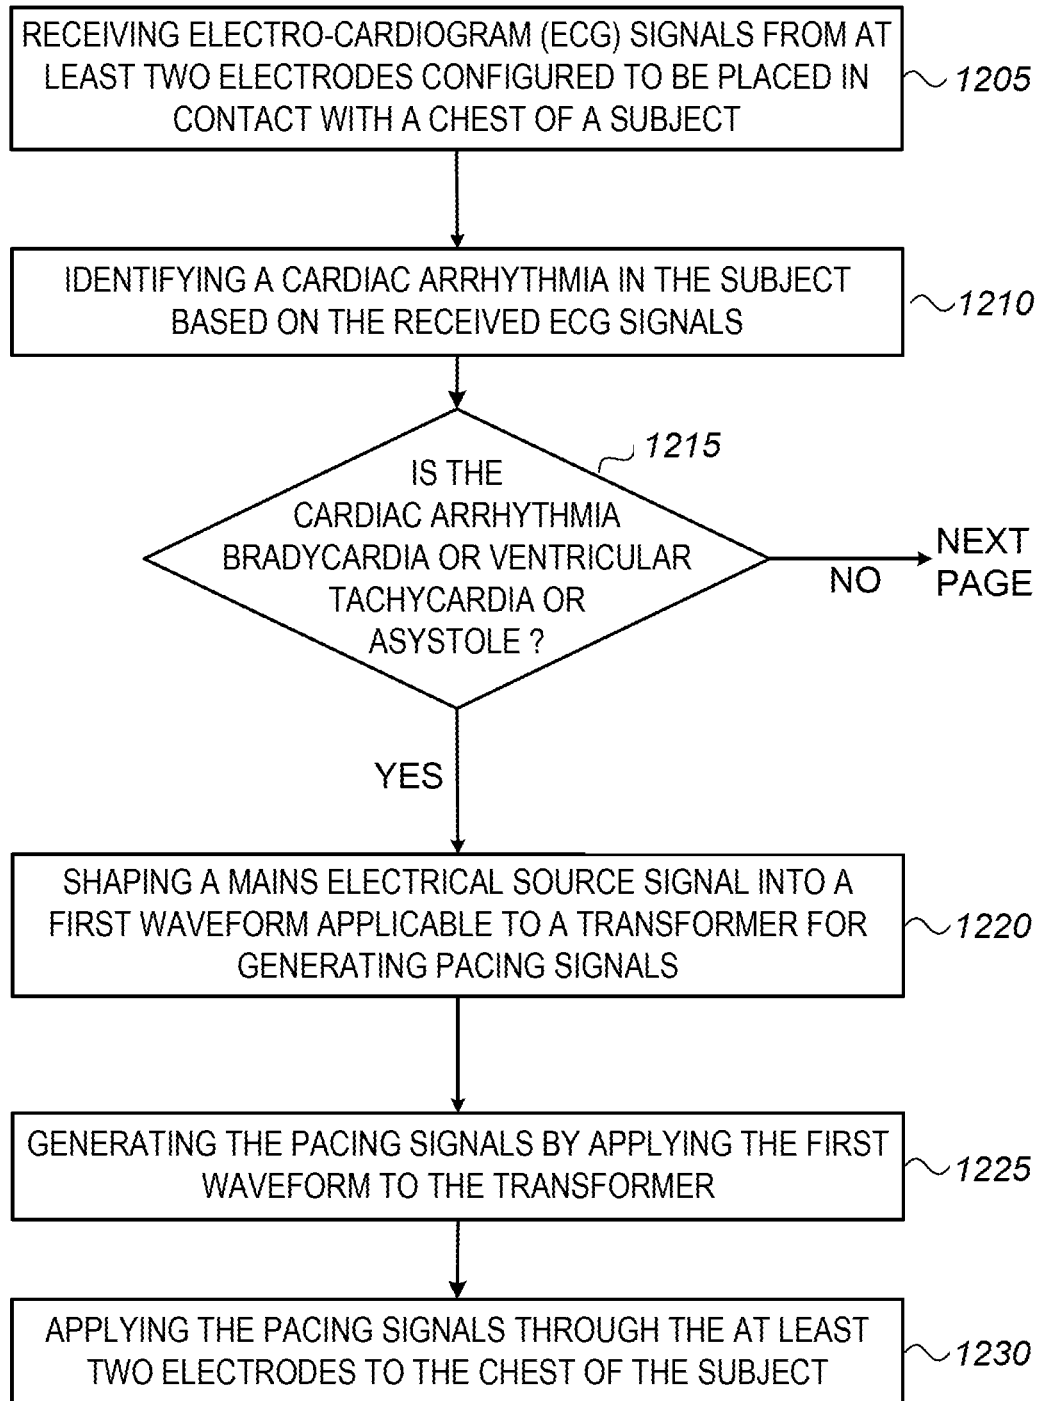 RECEIVING ELECTRO-CARDIOGRAM (ECG) SIGNALS FROM AT
LEAST TWO ELECTRODES CONFIGURED TO BE PLACED IN
CONTACT WITH A CHEST OF A SUBJECT
1205
IDENTIFYING A CARDIAC ARRHYTHMIA IN THE SUBJECT
BASED ON THE RECEIVED ECG SIGNALS
1210
1215
IS THE
CARDIAC ARRHYTHMIA
BRADYCARDIA OR VENTRICULAR
TACHYCARDIA OR
ASYSTOLE ?
NO
NEXT
PAGE
YES
SHAPING A MAINS ELECTRICAL SOURCE SIGNAL INTO A
FIRST WAVEFORM APPLICABLE TO A TRANSFORMER FOR
GENERATING PACING SIGNALS
1220
GENERATING THE PACING SIGNALS BY APPLYING THE FIRST
WAVEFORM TO THE TRANSFORMER
1225
APPLYING THE PACING SIGNALS THROUGH THE AT LEAST
TWO ELECTRODES TO THE CHEST OF THE SUBJECT
1230